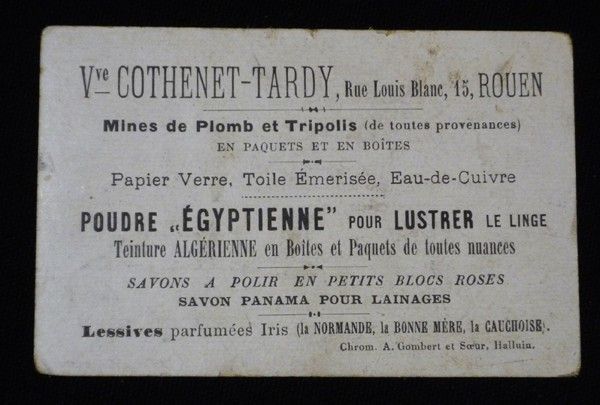 Vve COTHENET-TARDY, Rue Louis Blanc, 15, ROUEN
Mines de Plomb et Tripolis (de toutes provenances)
EN PAQUETS ET EN BOÎTES
Papier Verre, Toile Émerisée, Eau-de-Cuivre
POUDRE „ÉGYPTIENNE” POUR LUSTRER LE LINGE
Teinture ALGÉRIENNE en Boîtes et Paquets de toutes nuances
SAVONS A POLIR EN PETITS BLOCS ROSES
SAVON PANAMA POUR LAINAGES
Lessives parfumées Iris (la NORMANDE, la BONNE MÈRE, la CAUCHOISE).
Chrom. A. Gombert et Sœur, Halluin.